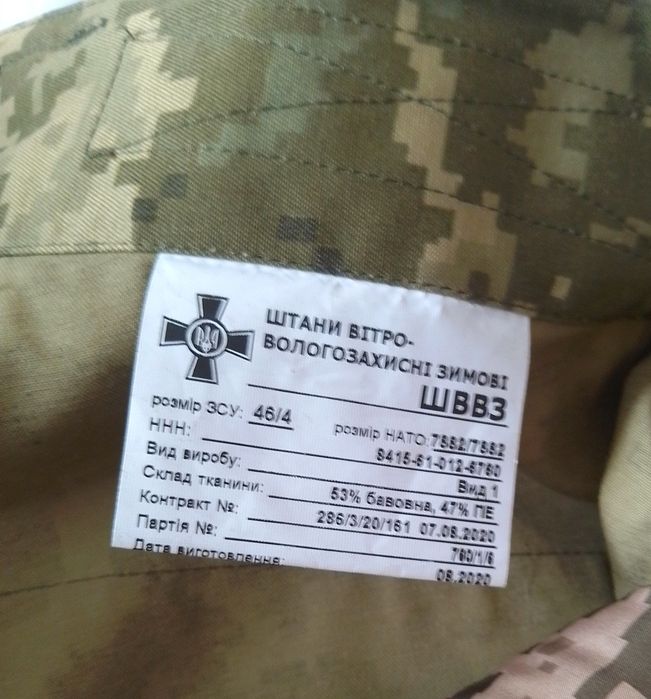 ШТАНИ ВІТРО-
ВОЛОГОЗАХИСНІ ЗИМОВІ
ШВВЗ
розмір ЗСУ: 46/4 розмір НАТО: 7882/7882
ННН: 8415-61-012-6760
Вид виробу: Вид 1
Склад тканини: 53% бавовна, 47% ПЕ
Контракт №: 286/3/20/161 07.08.2020
Партія №: 760/1/6
Дата виготовлення: 08.2020